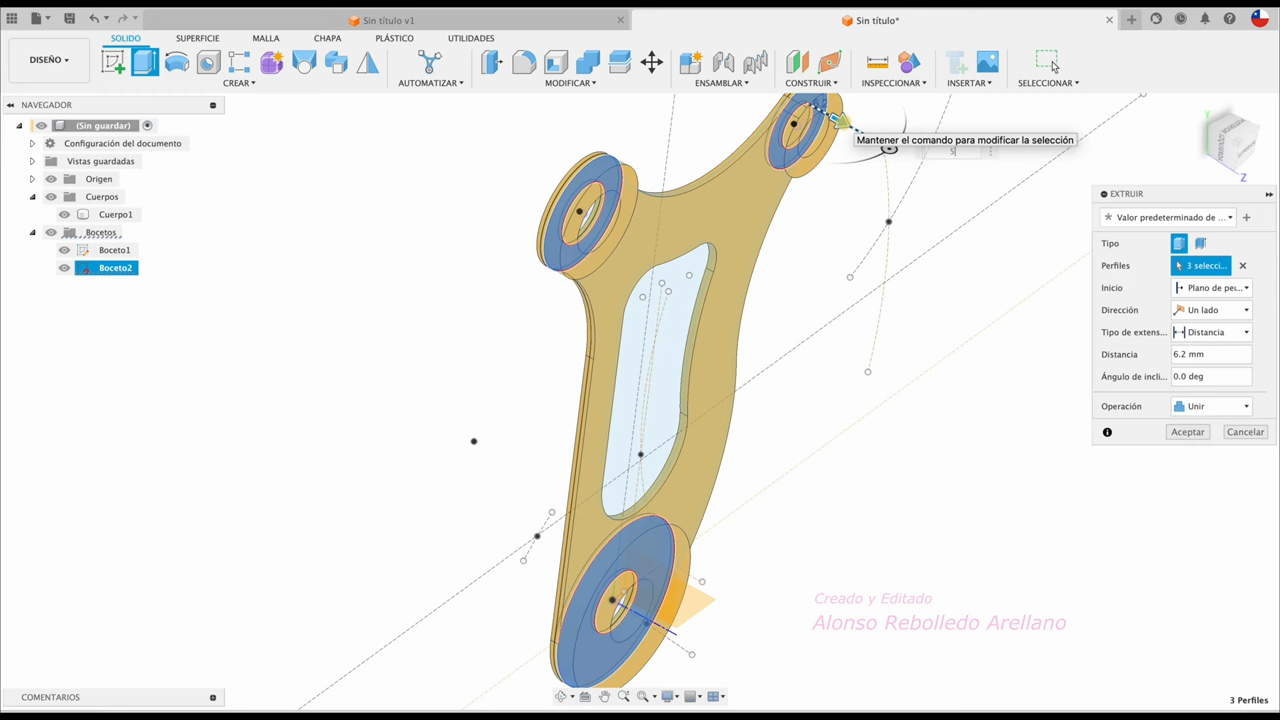 Sin título v1
Sin título*
DISEÑO
SÓLIDO
SUPERFICIE
MALLA
CHAPA
PLÁSTICO
UTILIDADES
CREAR
AUTOMATIZAR
MODIFICAR
ENSAMBLAR
CONSTRUIR
INSPECCIONAR
INSERTAR
SELECCIONAR
NAVEGADOR
(Sin guardar)
Configuración del documento
Vistas guardadas
Origen
Cuerpos
Cuerpo1
Bocetos
Boceto1
Boceto2
Mantener el comando para modificar la selección
Y
Z
EXTRUIR
Valor predeterminado de ...
Tipo
Perfiles
3 selecci...
Inicio
Plano de per...
Dirección
Un lado
Tipo de extens...
Distancia
Distancia
6.2 mm
Ángulo de incli...
0.0 deg
Operación
Unir
Aceptar
Cancelar
Creado y Editado
Alonso Rebolledo Arellano
COMENTARIOS
3 Perfiles